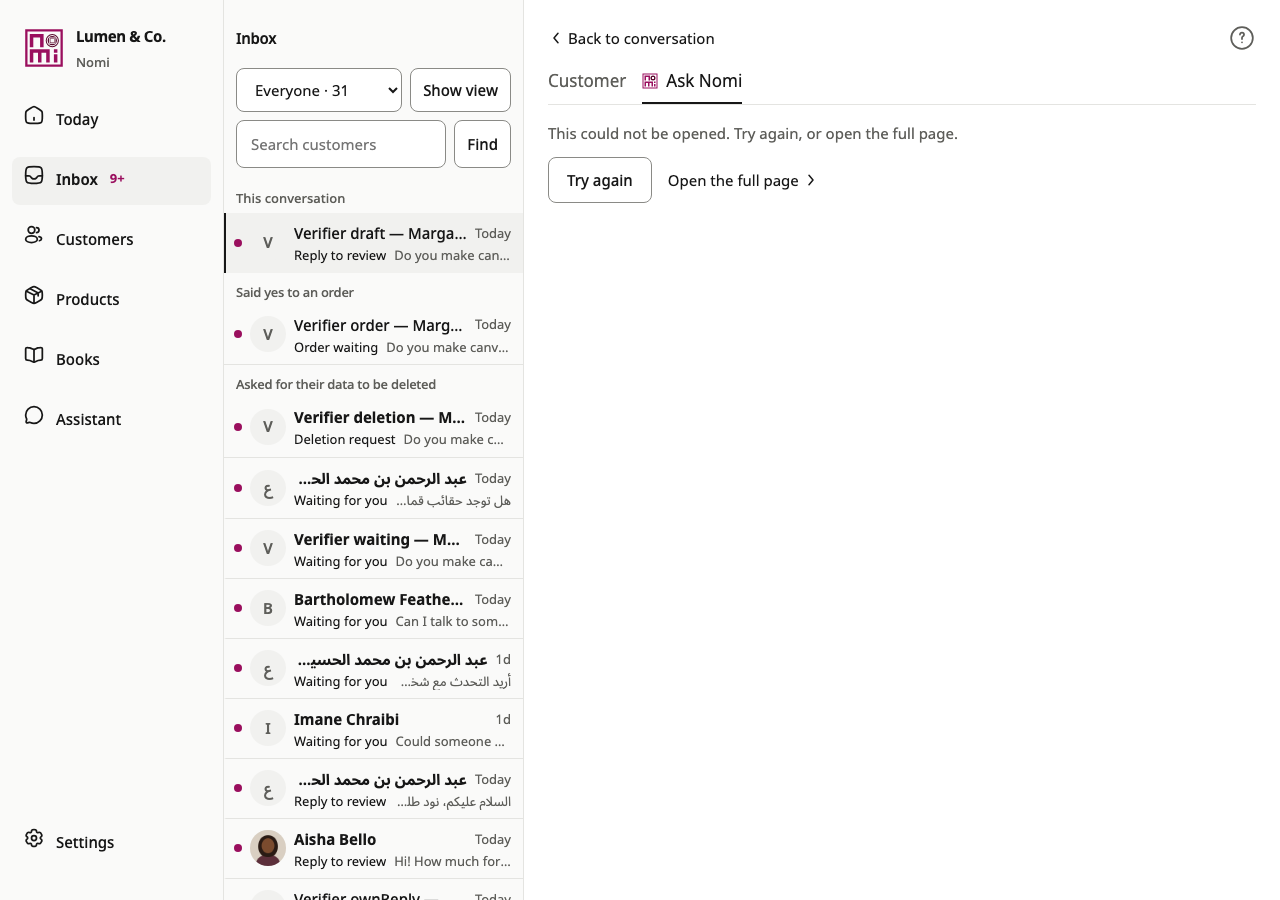 Lumen & Co.
Nomi
Today
Inbox 9+
Customers
Products
Books
Assistant
Settings
Inbox
Everyone · 31
Show view
Search customers
Find
This conversation
V
Verifier draft — Marga... Today
Reply to review Do you make can...
Said yes to an order
V
Verifier order — Marg... Today
Order waiting Do you make canv...
Asked for their data to be deleted
V
Verifier deletion — M... Today
Deletion request Do you make c...
ع
عبد الرحمن بن محمد الح... Today
Waiting for you هل توجد حقائب قما...
V
Verifier waiting — M... Today
Waiting for you Do you make ca...
B
Bartholomew Feathe... Today
Waiting for you Can I talk to som...
ع
عبد الرحمن بن محمد الحسيـ... 1d
Waiting for you أريد التحدث مع شخـ...
I
Imane Chraibi 1d
Waiting for you Could someone ...
ع
عبد الرحمن بن محمد الح... Today
Reply to review السلام عليكم، نود طلـ...
Aisha Bello Today
Reply to review Hi! How much for...
Verifier ownReply — Today
Back to conversation
?
Customer
Ask Nomi
This could not be opened. Try again, or open the full page.
Try again
Open the full page